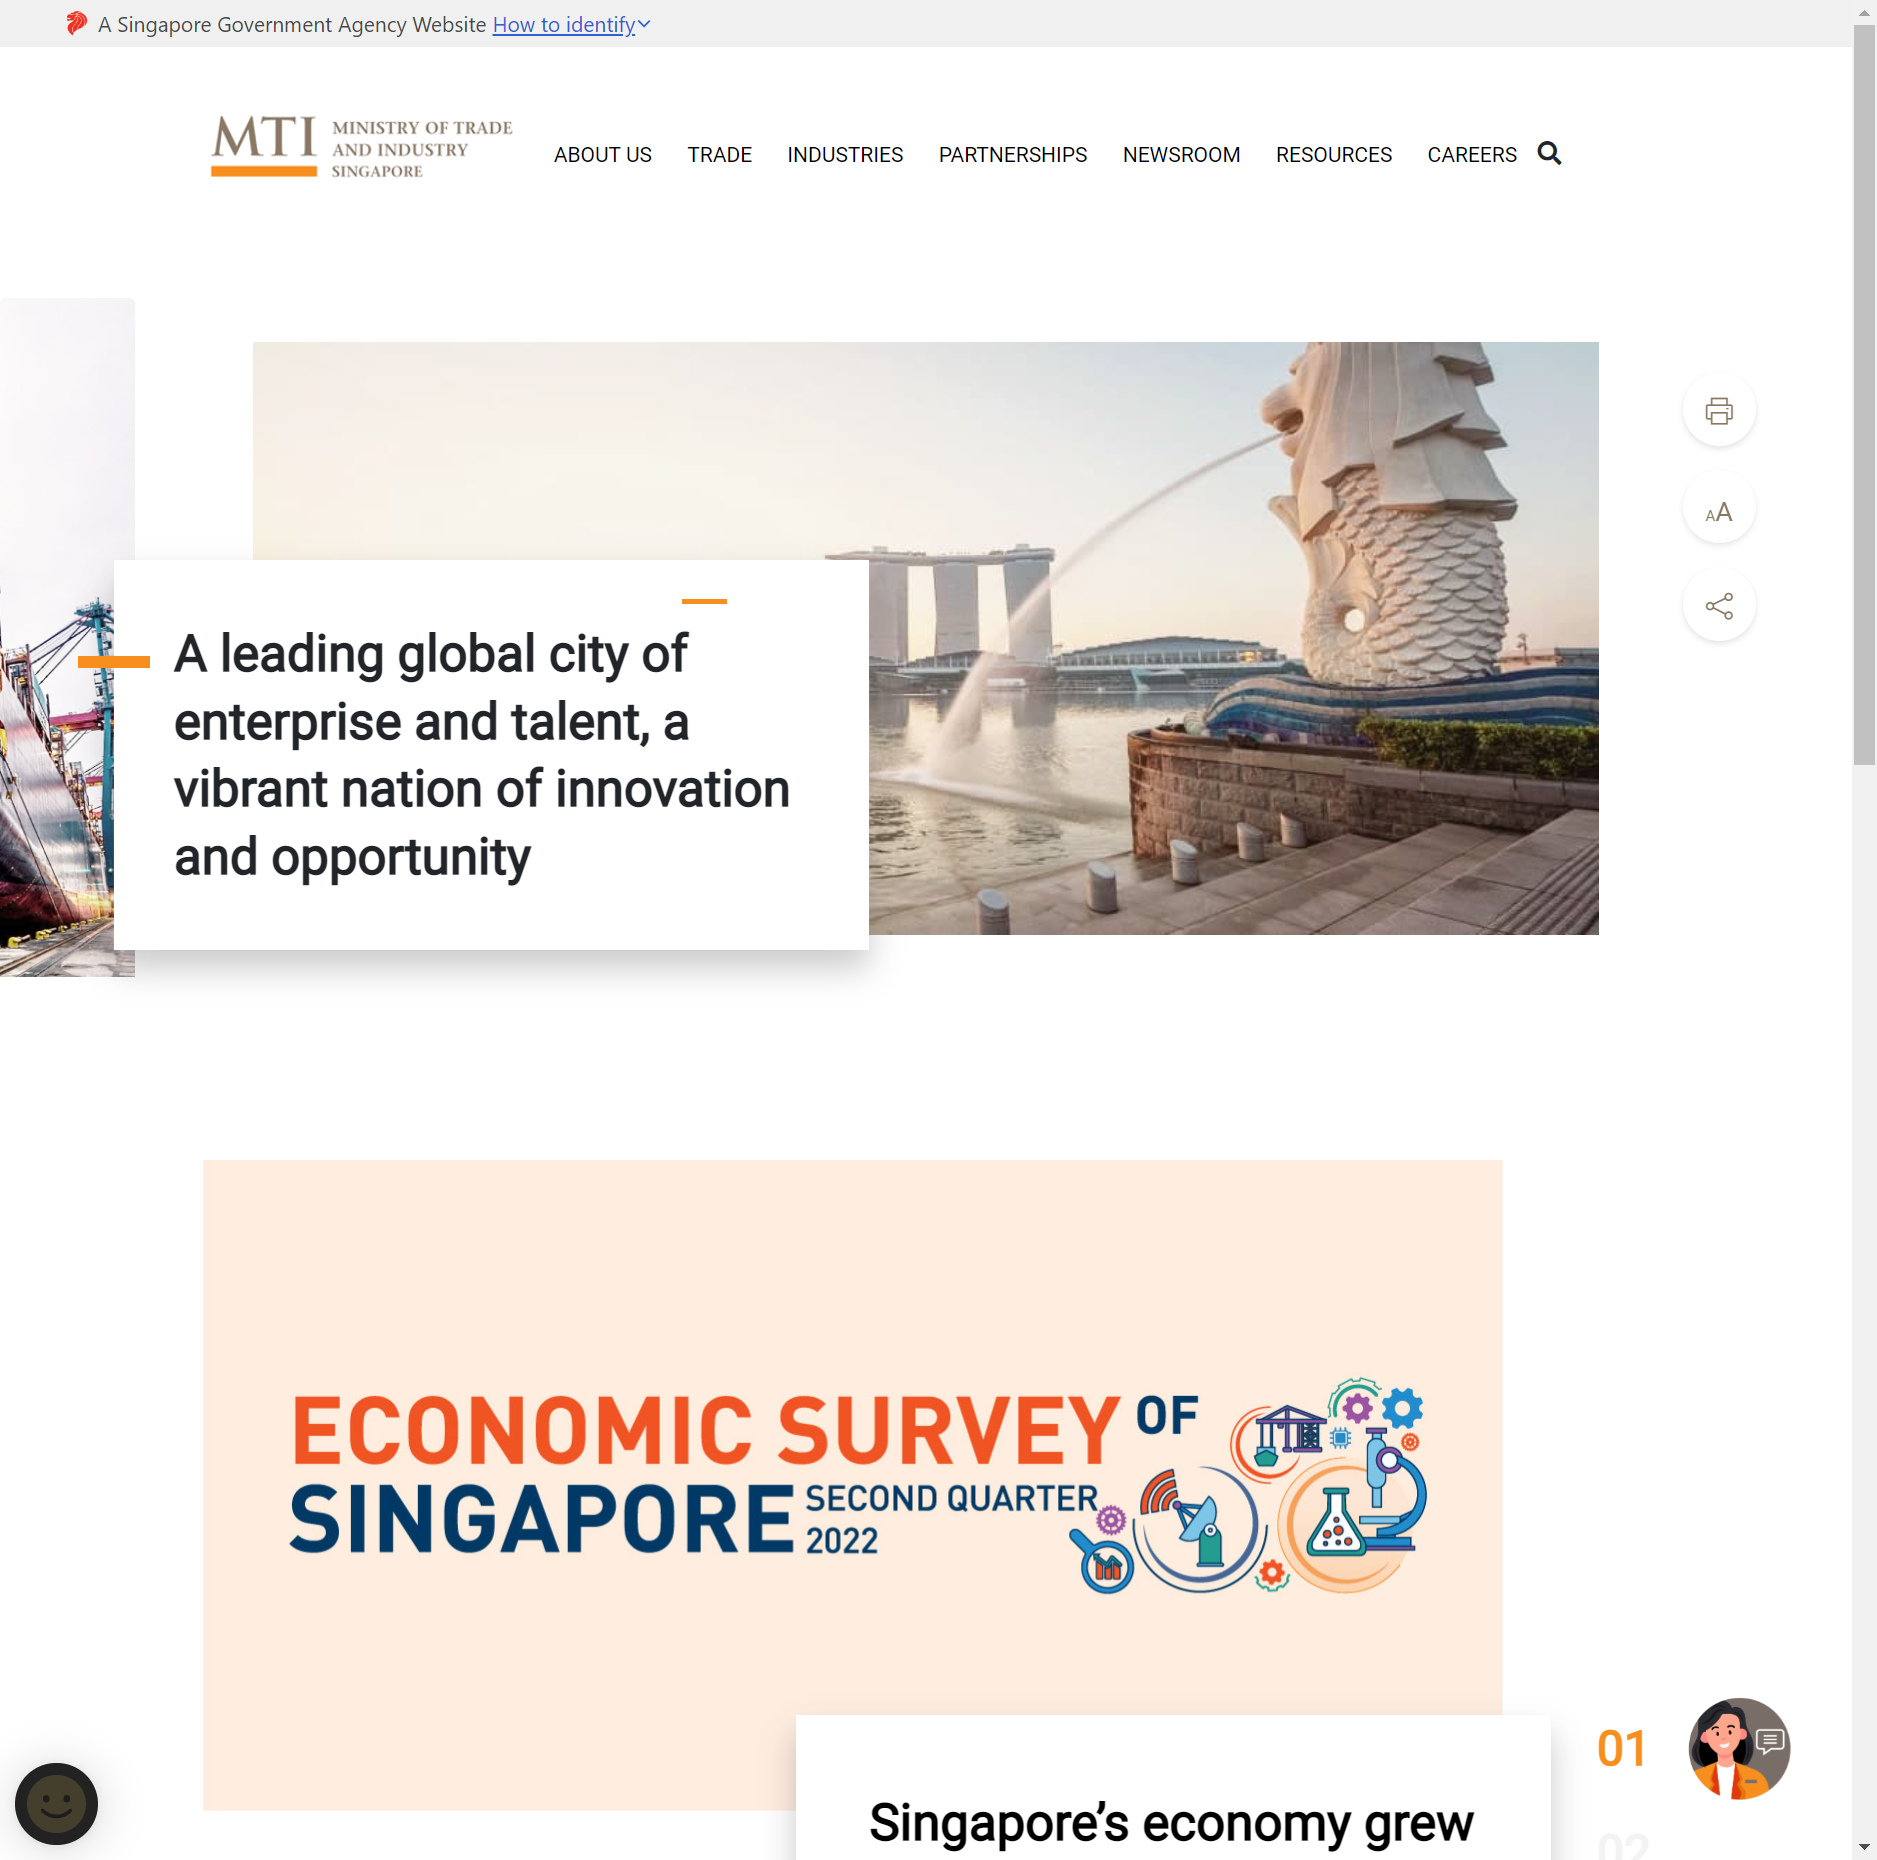 A Singapore Government Agency Website How to identify
MTI MINISTRY OF TRADE
AND INDUSTRY
SINGAPORE
ABOUT US TRADE INDUSTRIES PARTNERSHIPS NEWSROOM RESOURCES CAREERS
AA
A leading global city of
enterprise and talent, a
vibrant nation of innovation
and opportunity
ECONOMIC SURVEY OF
SINGAPORE SECOND QUARTER
2022
01
Singapore’s economy grew
02